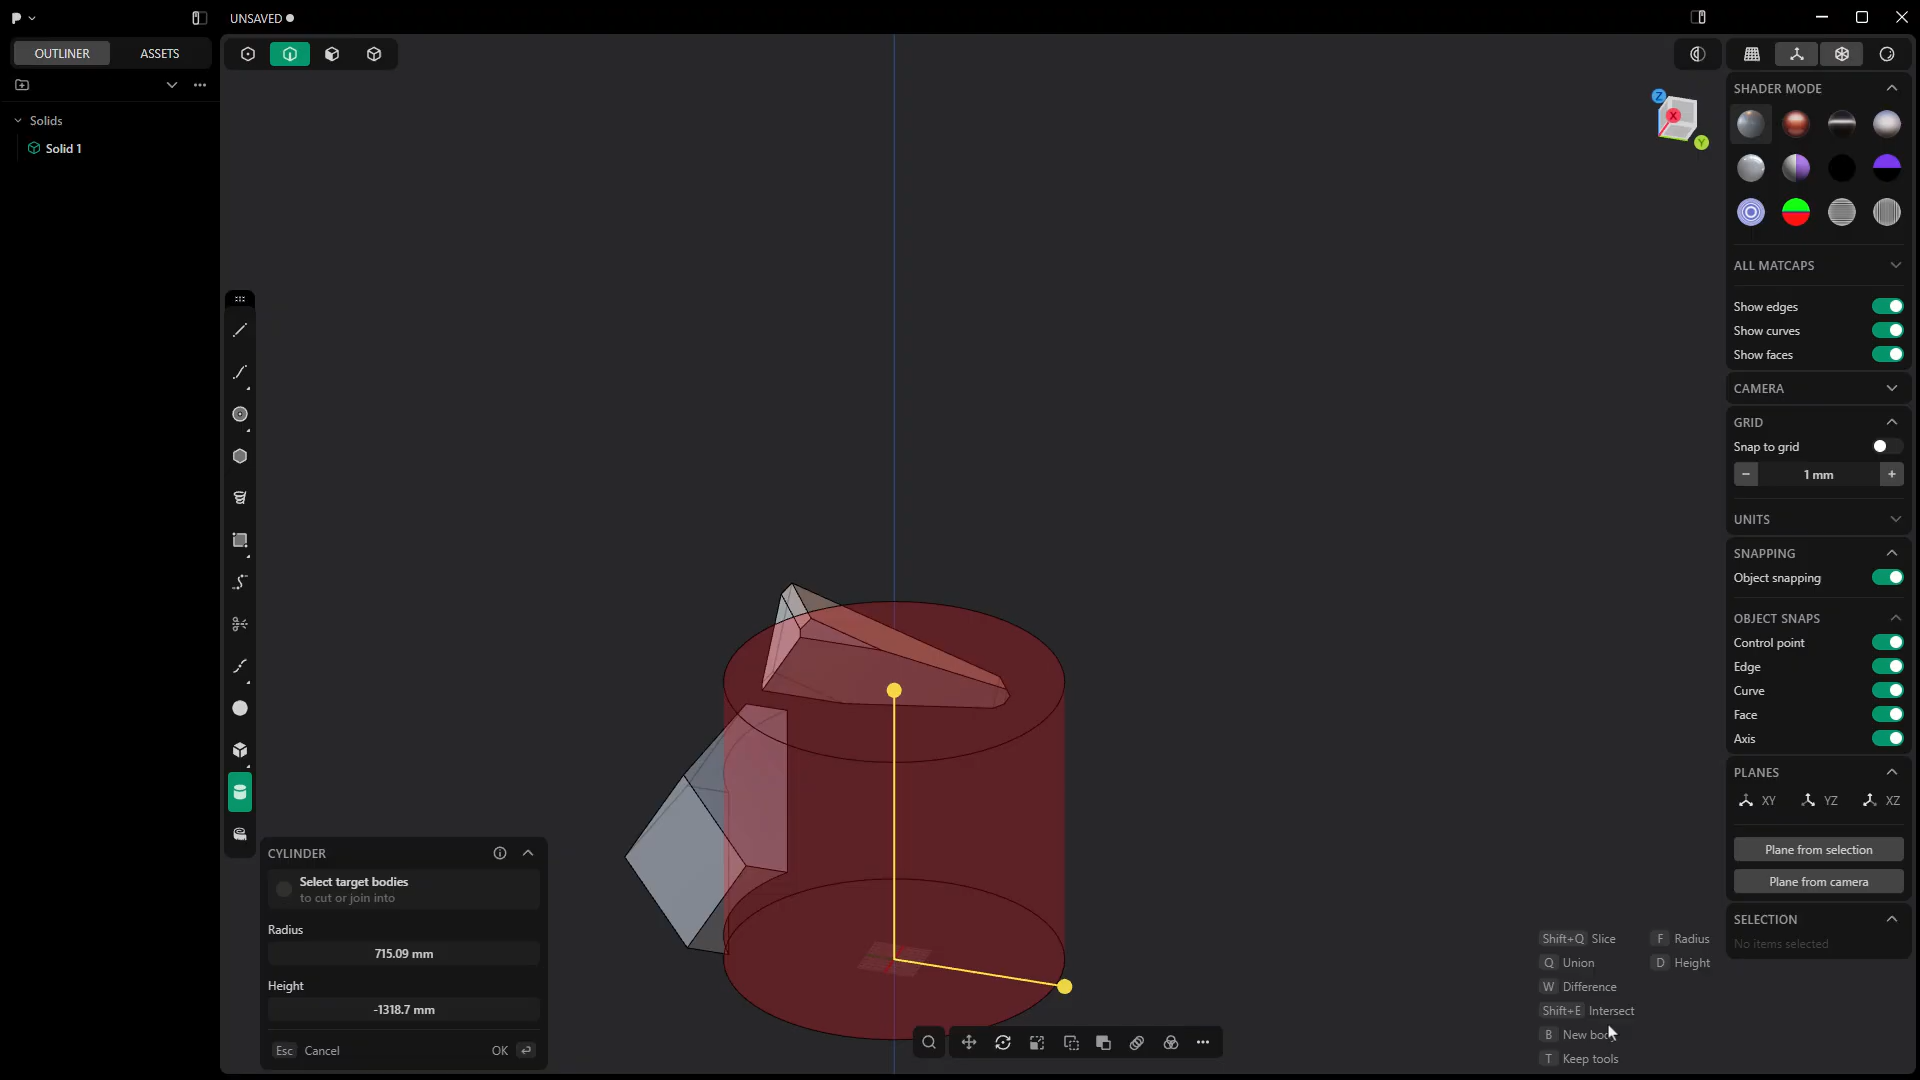 UNSAVED
OUTLINER
ASSETS
Solids
Solid 1
Z
X
Y
SHADER MODE
ALL MATCAPS
Show edges
Show curves
Show faces
CAMERA
GRID
Snap to grid
1 mm
UNITS
SNAPPING
Object snapping
OBJECT SNAPS
Control point
Edge
Curve
Face
Axis
PLANES
XY
YZ
XZ
Plane from selection
Plane from camera
SELECTION
No items selected
CYLINDER
Select target bodies
to cut or join into
Radius
715.09 mm
Height
-1318.7 mm
Esc Cancel
OK
Shift+Q Slice
F Radius
Q Union
D Height
W Difference
Shift+E Intersect
B New
T Keep tools